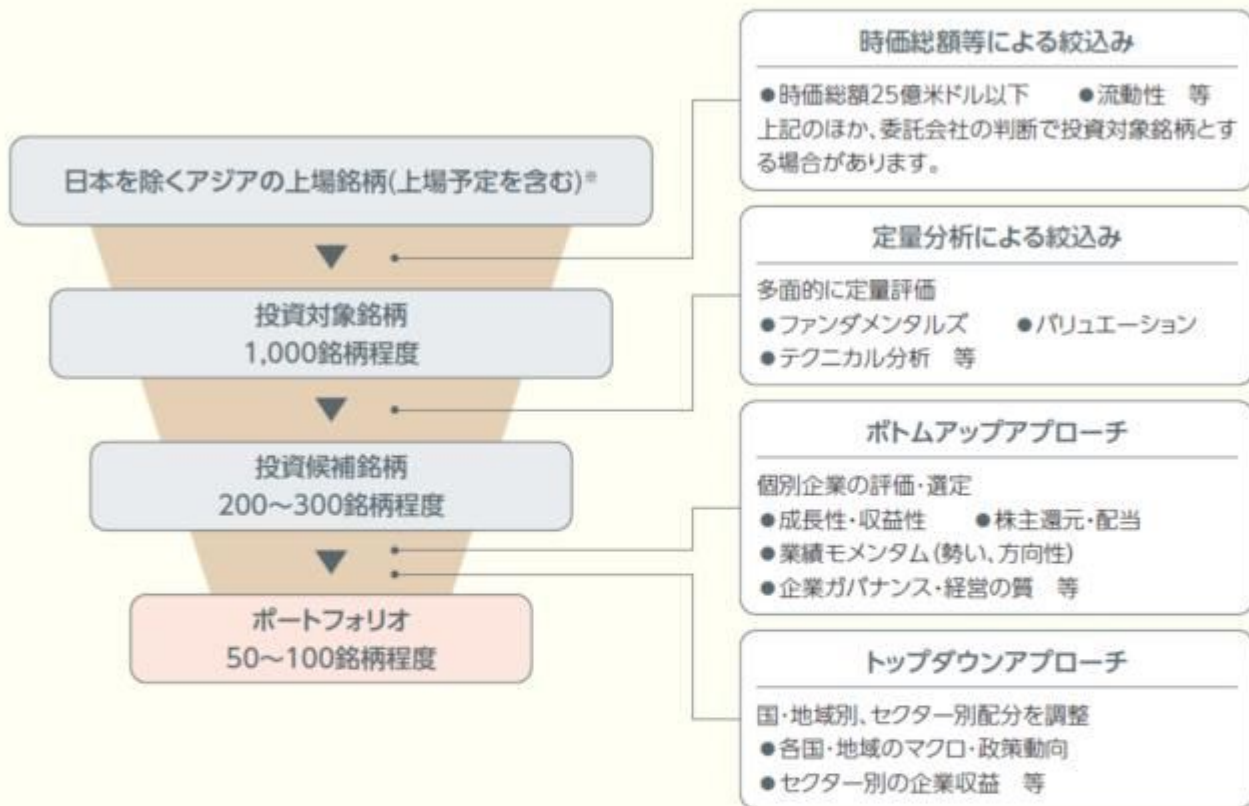 日本を除くアジアの上場銘柄(上場予定を含む)※
投資対象銘柄
1,000銘柄程度
投資候補銘柄
200〜300銘柄程度
ポートフォリオ
50〜100銘柄程度
時価総額等による絞込み
●時価総額25億米ドル以下　●流動性　等
上記のほか、委託会社の判断で投資対象銘柄とす
る場合があります。
定量分析による絞込み
多面的に定量評価
●ファンダメンタルズ　●バリュエーション
●テクニカル分析　等
ボトムアップアプローチ
個別企業の評価・選定
●成長性・収益性　●株主還元・配当
●業績モメンタム(勢い、方向性)
●企業ガバナンス・経営の質　等
トップダウンアプローチ
国・地域別、セクター別配分を調整
●各国・地域のマクロ・政策動向
●セクター別の企業収益　等